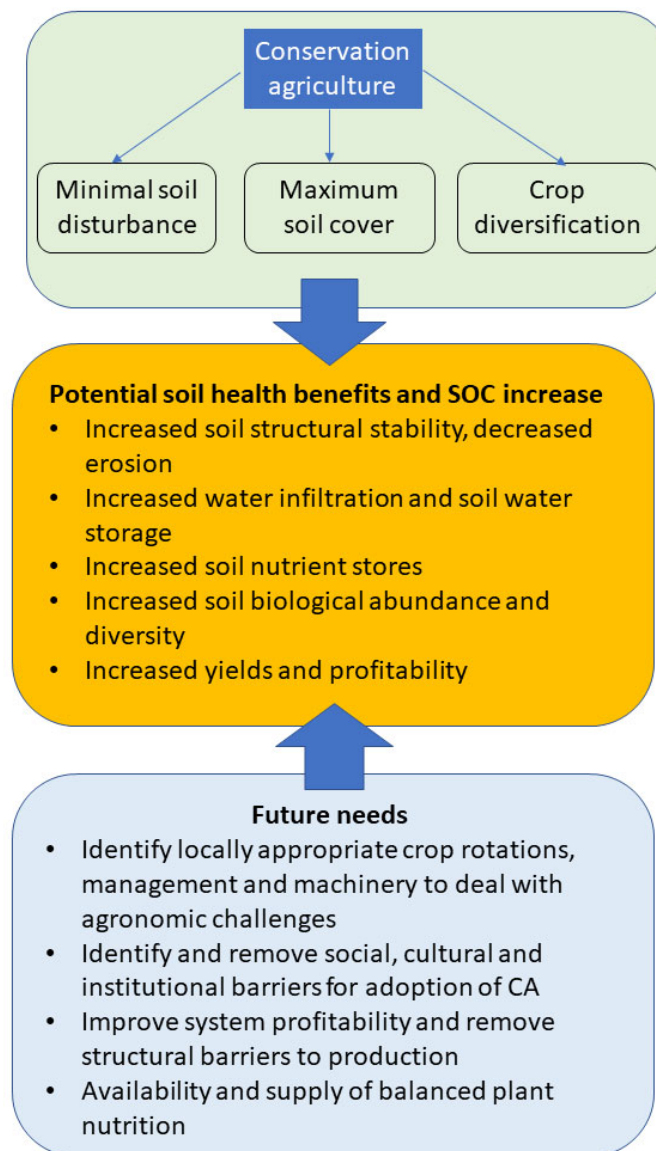 Conservation
agriculture
Minimal soil
disturbance
Maximum
soil cover
Crop
diversification
Potential soil health benefits and SOC increase
• Increased soil structural stability, decreased
erosion
• Increased water infiltration and soil water
storage
• Increased soil nutrient stores
• Increased soil biological abundance and
diversity
• Increased yields and profitability
Future needs
• Identify locally appropriate crop rotations,
management and machinery to deal with
agronomic challenges
• Identify and remove social, cultural and
institutional barriers for adoption of CA
• Improve system profitability and remove
structural barriers to production
• Availability and supply of balanced plant
nutrition